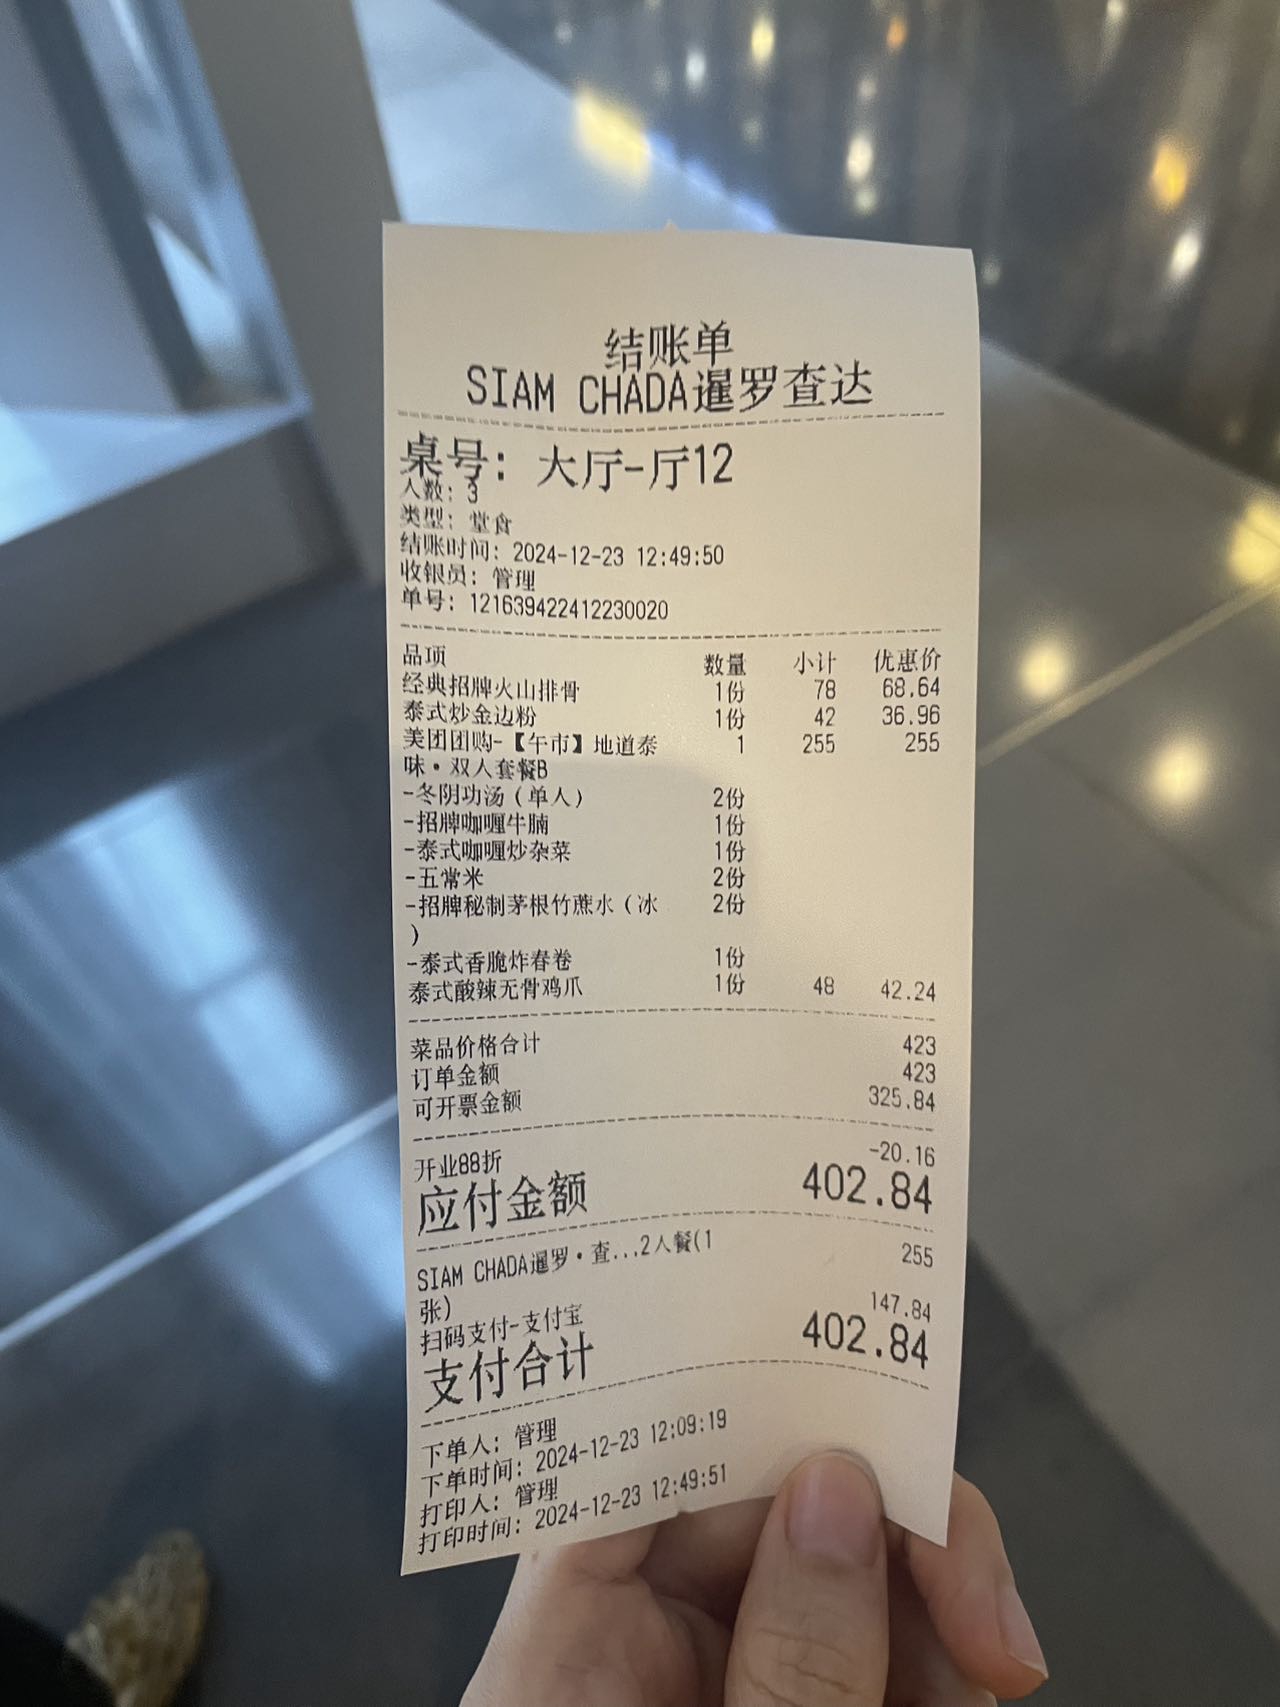 结账单
SIAM CHADA暹罗查达
桌号：大厅-厅12
人数：3
类型：堂食
结账时间：2024-12-23 12:49:50
收银员：管理
单号：121639422412230020
品项 数量 小计 优惠价
经典招牌火山排骨 1份 78 68.64
泰式炒金边粉 1份 42 36.96
美团团购-【午市】地道泰 1 255 255
味·双人套餐B
-冬阴功汤（单人） 2份
-招牌咖喱牛腩 1份
-泰式咖喱炒杂菜 1份
-五常米 2份
-招牌秘制茅根竹蔗水（冰 2份
）
-泰式香脆炸春卷 1份
泰式酸辣无骨鸡爪 1份 48 42.24
菜品价格合计 423
订单金额 423
可开票金额 325.84
开业88折 -20.16
应付金额 402.84
SIAM CHADA暹罗·查...2人餐(1 255
张)
扫码支付-支付宝 147.84
支付合计 402.84
下单人：管理
下单时间：2024-12-23 12:09:19
打印人：管理
打印时间：2024-12-23 12:49:51